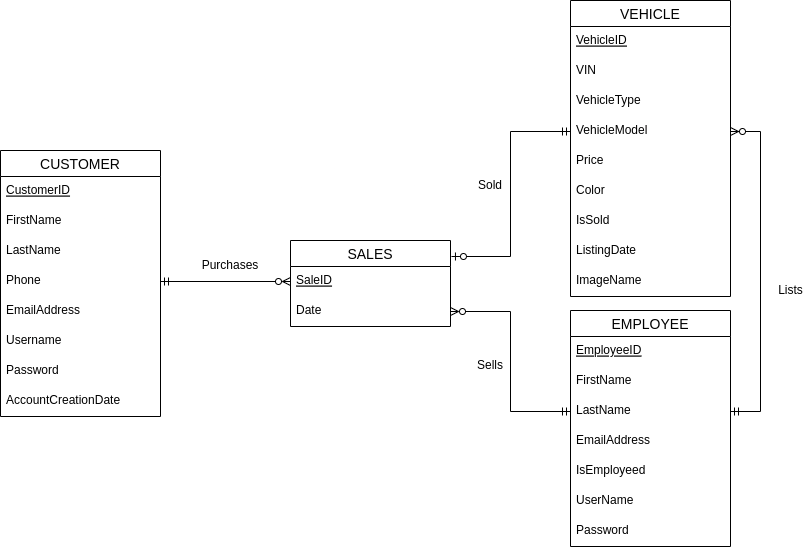 CUSTOMER
CustomerID
FirstName
LastName
Phone
EmailAddress
Username
Password
AccountCreationDate
Purchases
SALES
SaleID
Date
Sold
Sells
VEHICLE
VehicleID
VIN
VehicleType
VehicleModel
Price
Color
IsSold
ListingDate
ImageName
EMPLOYEE
EmployeeID
FirstName
LastName
EmailAddress
IsEmployeed
UserName
Password
Lists